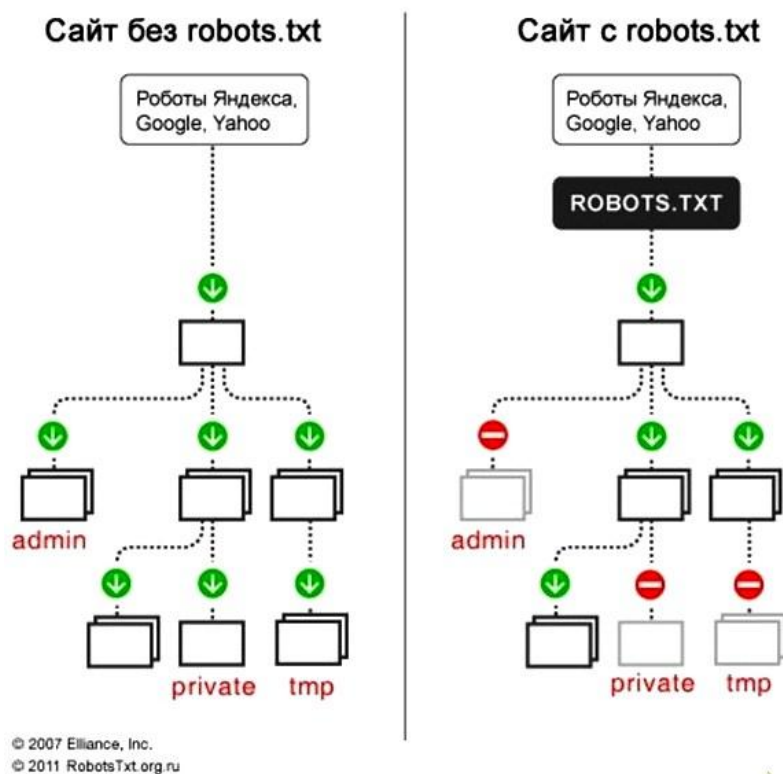 Сайт без robots.txt
Роботы Яндекса,
Google, Yahoo
admin
private
tmp
Сайт с robots.txt
Роботы Яндекса,
Google, Yahoo
ROBOTS.TXT
admin
private
tmp
© 2007 Elliance, Inc.
© 2011 RobotsTxt.org.ru